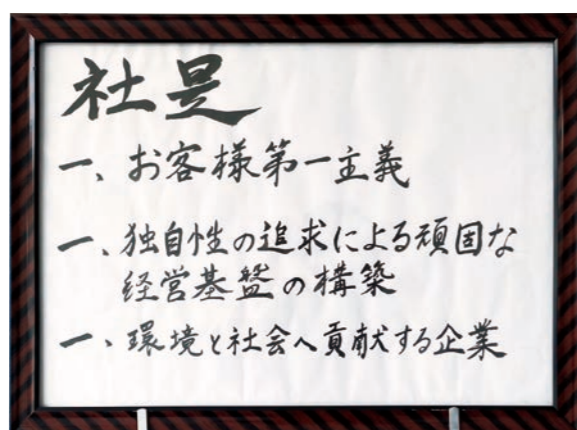 社是
一、お客様第一主義
一、独自性の追求による頑固な
経営基盤の構築
一、環境と社会へ貢献する企業